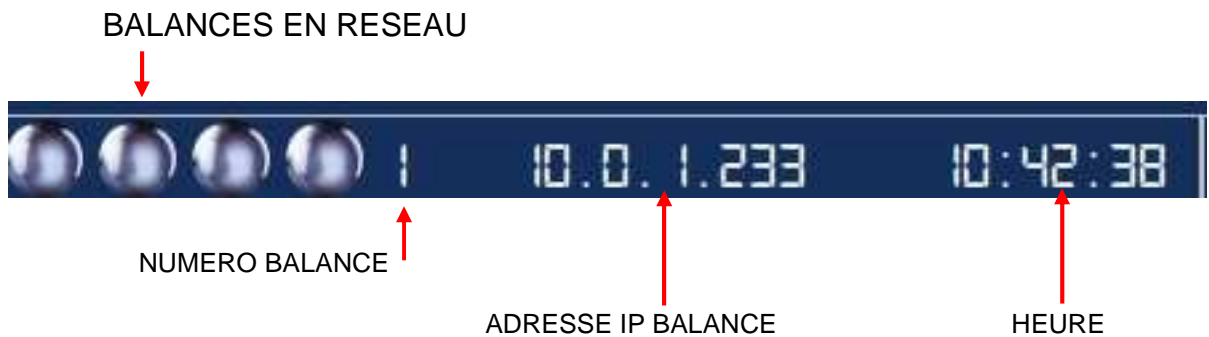 BALANCES EN RESEAU
1 10.0.1.233 10:42:38
NUMERO BALANCE
ADRESSE IP BALANCE HEURE